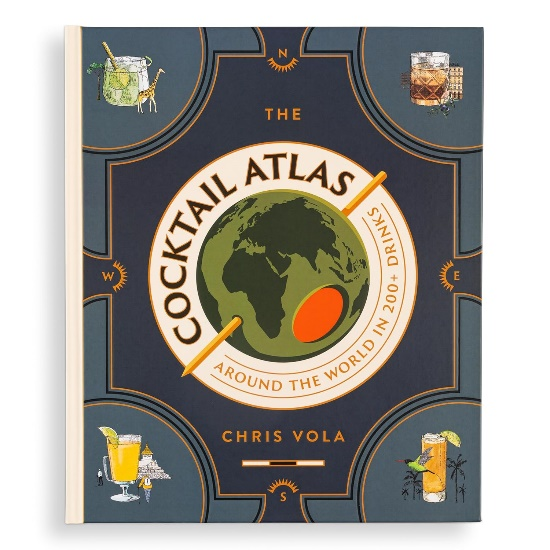 N
THE
COCKTAIL ATLAS
AROUND THE WORLD IN 200+ DRINKS
W
E
CHRIS VOLA
S